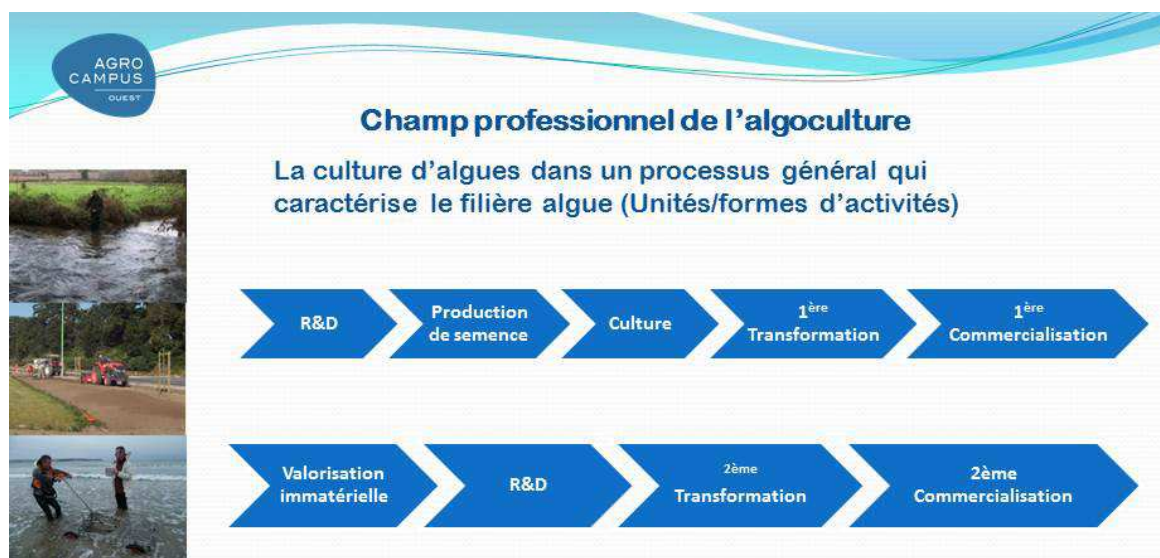 AGRO
CAMPUS
OUEST
Champ professionnel de l'algoculture
La culture d'algues dans un processus général qui
caractérise le filière algue (Unités/formes d'activités)
R&D
Production
de semence
Culture
1ère
Transformation
1ère
Commercialisation
Valorisation
immatérielle
R&D
2ème
Transformation
2ème
Commercialisation